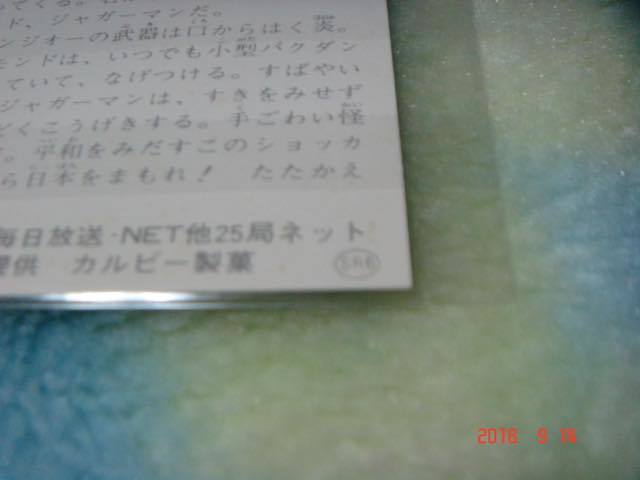 てくる。
ド、ジャガーマンだ。
ンジオーの武器は口からはく炎。
モンドは、いつでも小型バクダン
ていて、なげつける。すばやい
ジャガーマンは、すきをみせず
どくこうげきする。手ごわい怪
。平和をみだすこのショッカ
ら日本をまもれ! たたかえ
毎日放送・NET他25局ネット
提供 カルビー製菓
2018 9 14